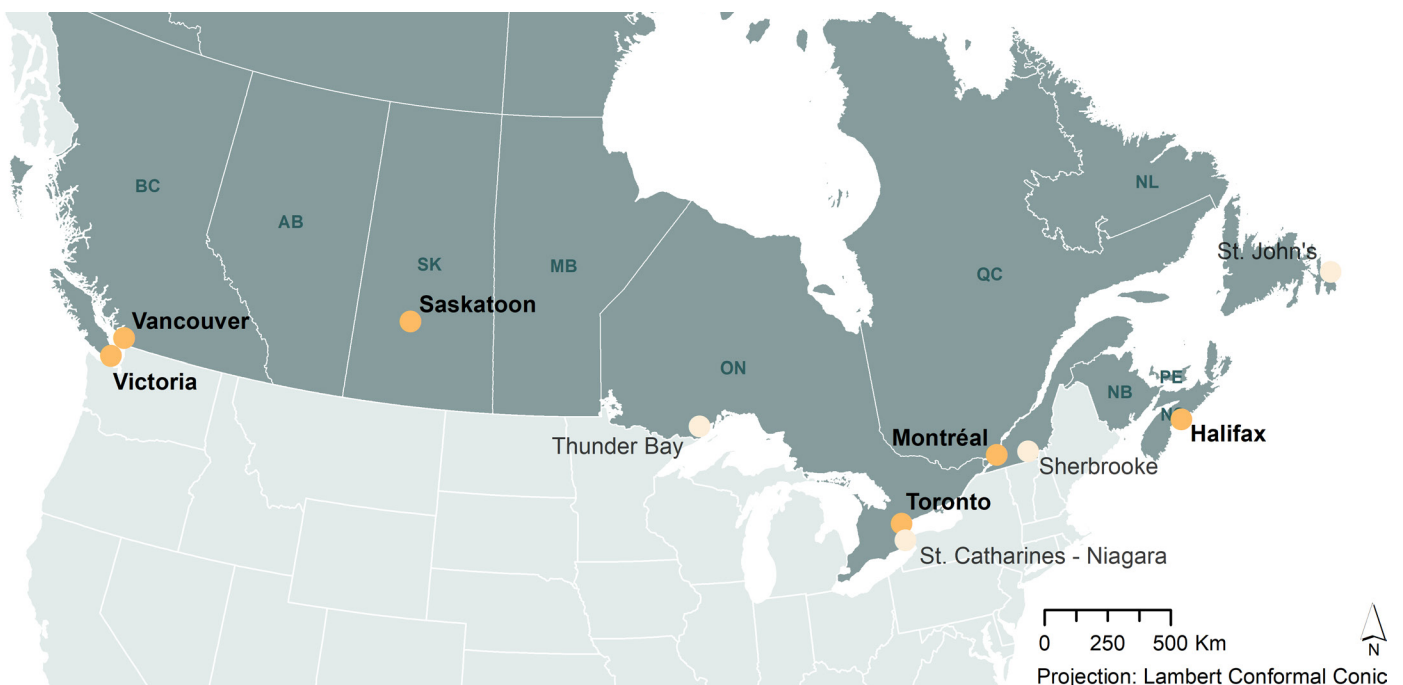 BC
AB
SK
MB
ON
QC
NL
NB
PE
NS
Vancouver
Victoria
Saskatoon
Thunder Bay
Montréal
Sherbrooke
Toronto
St. Catharines - Niagara
Halifax
St. John's
0 250 500 Km
N
Projection: Lambert Conformal Conic